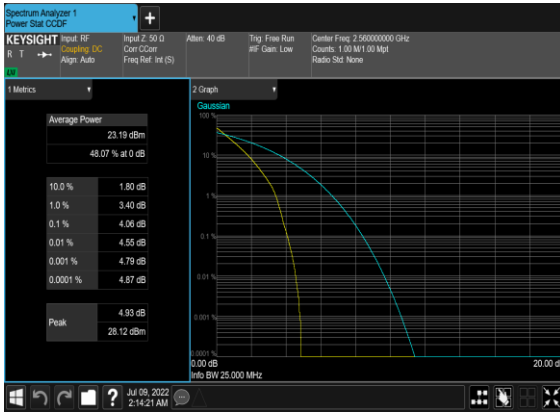 Spectrum Analyzer 1
Power Stat CCDF
KEYSIGHT
R T
LXI
Input: RF
Coupling: DC
Align: Auto
Input Z: 50 Ω
Corr CCorr
Freq Ref: Int (S)
Atten: 40 dB
Trig: Free Run
#IF Gain: Low
Center Freq: 2.560000000 GHz
Counts: 1.00 M/1.00 Mpt
Radio Std: None
1 Metrics
Average Power
23.19 dBm
48.07 % at 0 dB
10.0 % 1.80 dB
1.0 % 3.40 dB
0.1 % 4.06 dB
0.01 % 4.55 dB
0.001 % 4.79 dB
0.0001 % 4.87 dB
Peak
4.93 dB
28.12 dBm
2 Graph
Gaussian
100 %
10 %
1 %
0.1 %
0.01 %
0.001 %
0.0001 %
0.00 dB
20.00 d
Info BW 25.000 MHz
?
Jul 09, 2022
2:14:21 AM